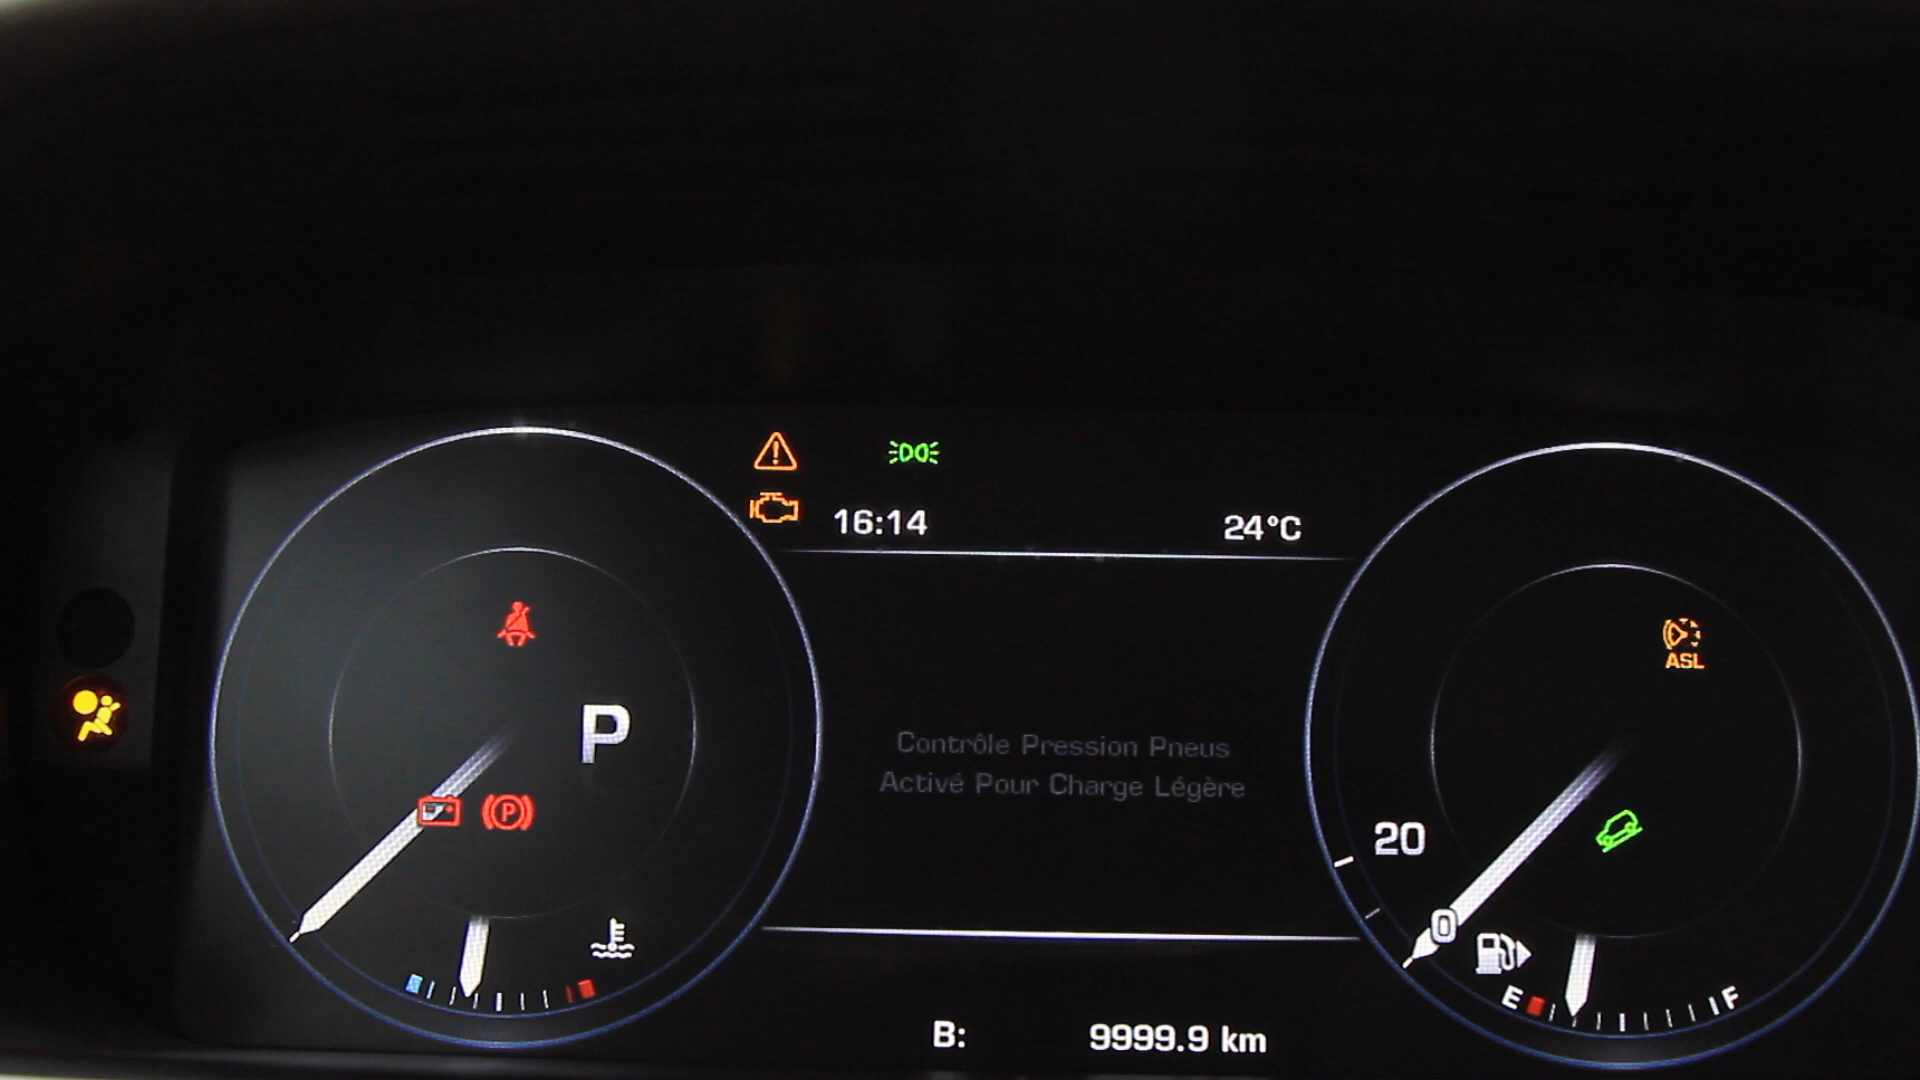 16:14
24°C
ASL
P
P
Contrôle Pression Pneus
Activé Pour Charge Légère
20
0
E
F
B: 9999.9 km